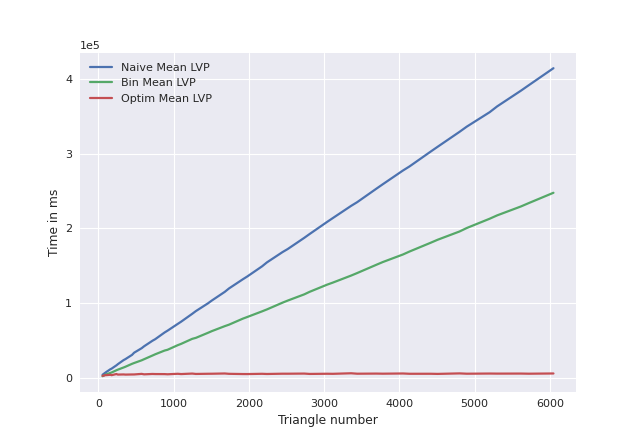 1e5
Naive Mean LVP
Bin Mean LVP
Optim Mean LVP
4
3
2
1
0
Time in ms
0 1000 2000 3000 4000 5000 6000
Triangle number